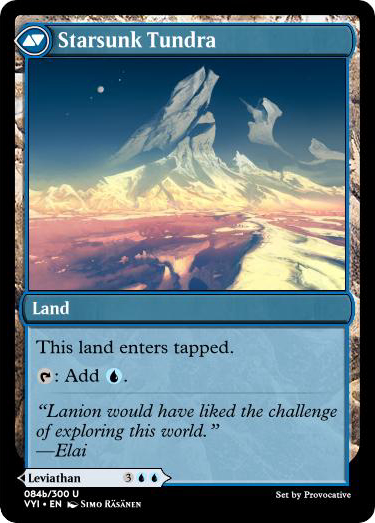 Starsunk Tundra
Land
This land enters tapped.
: Add .
“Lanion would have liked the challenge
of exploring this world.”
—Elai
Leviathan 3
084b/300 U
VYI • EN Simo Räsänen
Set by Provocative